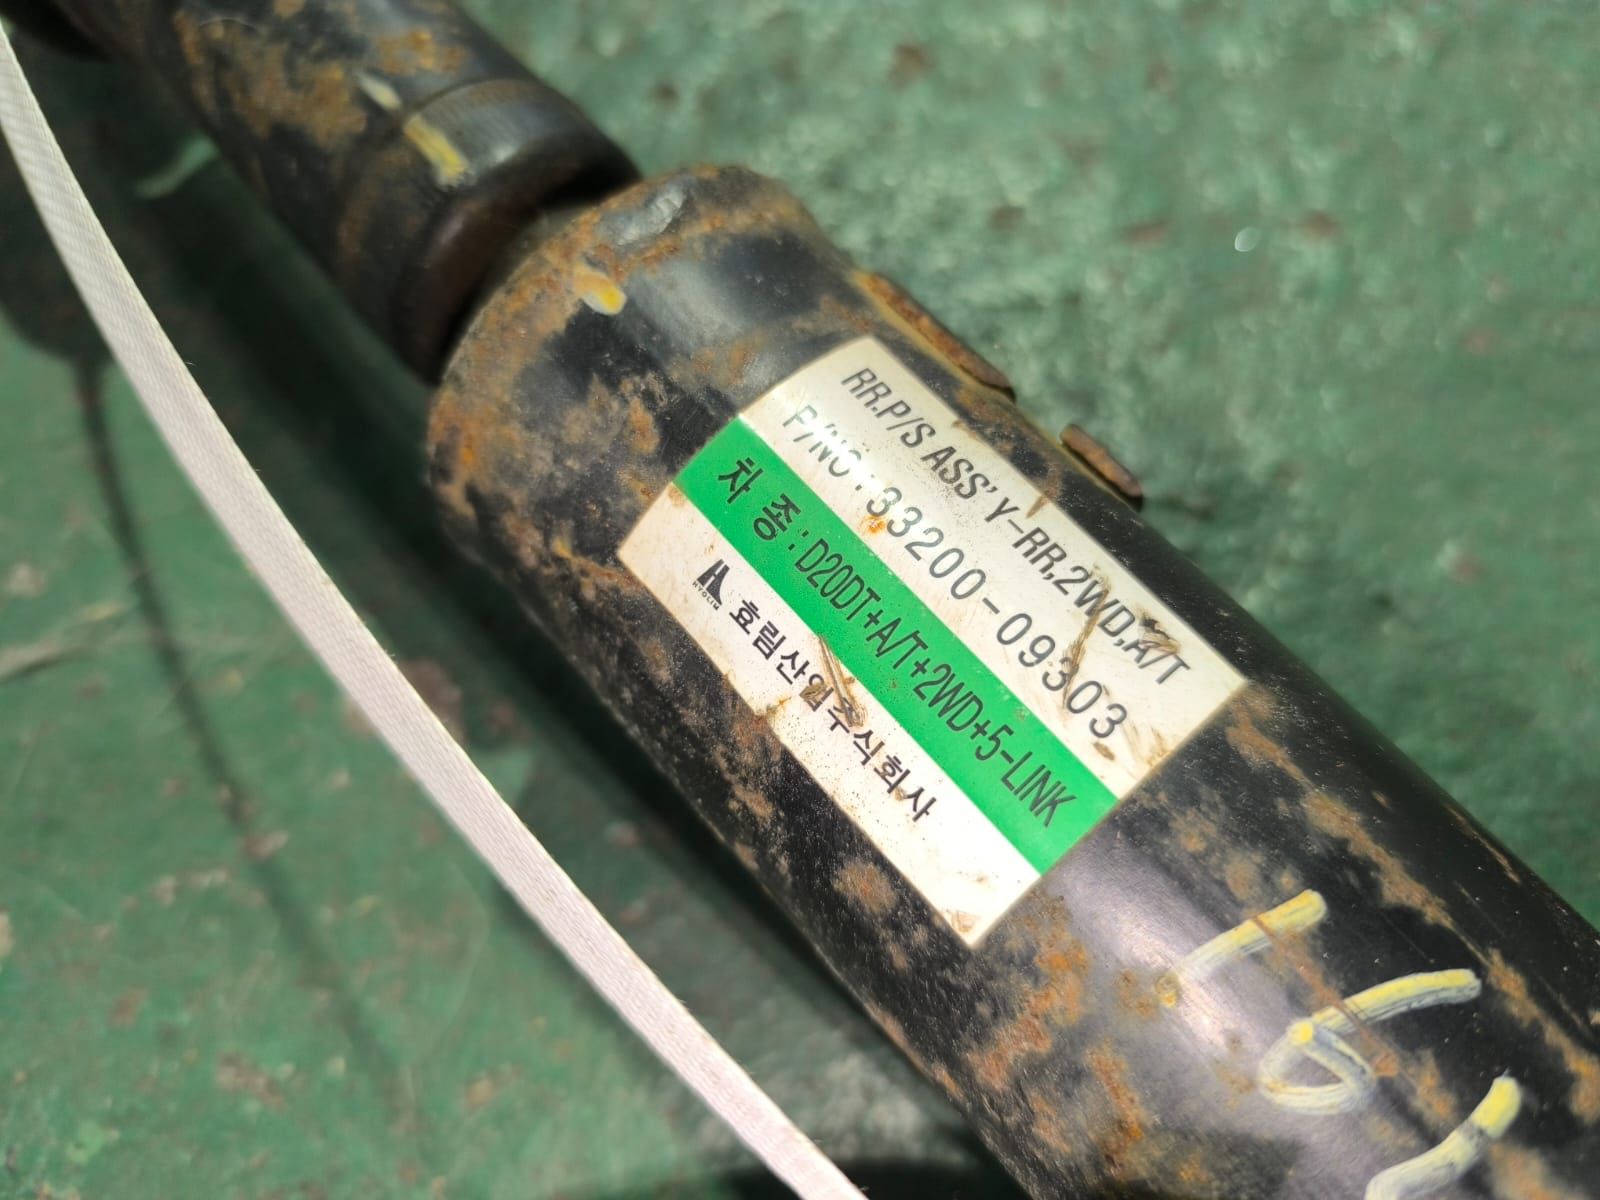 RR.P/S ASS'Y-RR,2WD,A/T
P/NO : 33200-09303
차 종 : D20DT+A/T+2WD+5-LINK
HYOLIM 효림산업주식회사